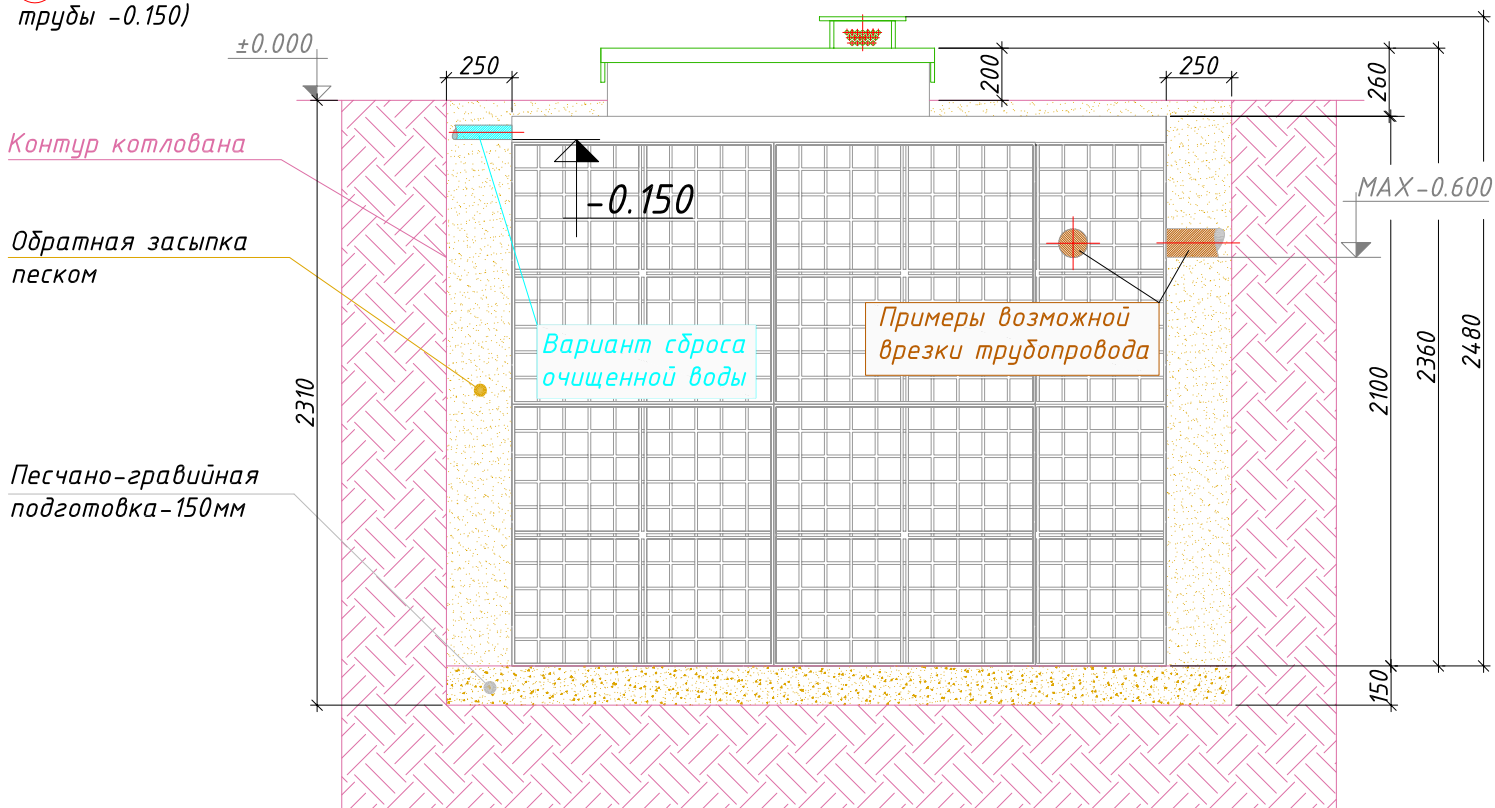 трубы -0.150)
±0.000
250
200
250
260
Контур котлована
MAX-0.600
-0.150
Обратная засыпка
песком
Примеры возможной
врезки трубопровода
Вариант сброса
очищенной воды
2310
2100
2360
2480
Песчано-гравийная
подготовка-150мм
150